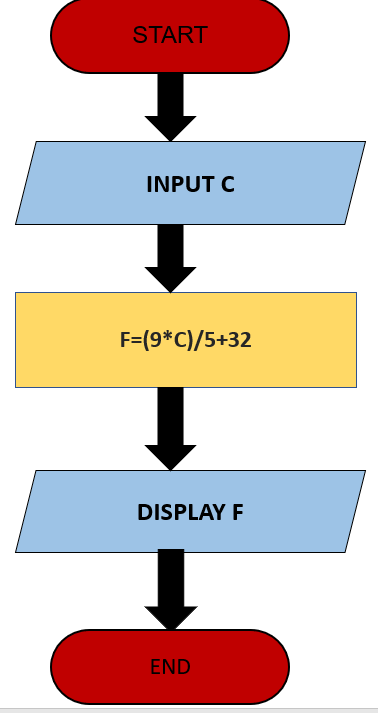 START
INPUT C
F=(9*C)/5+32
DISPLAY F
END